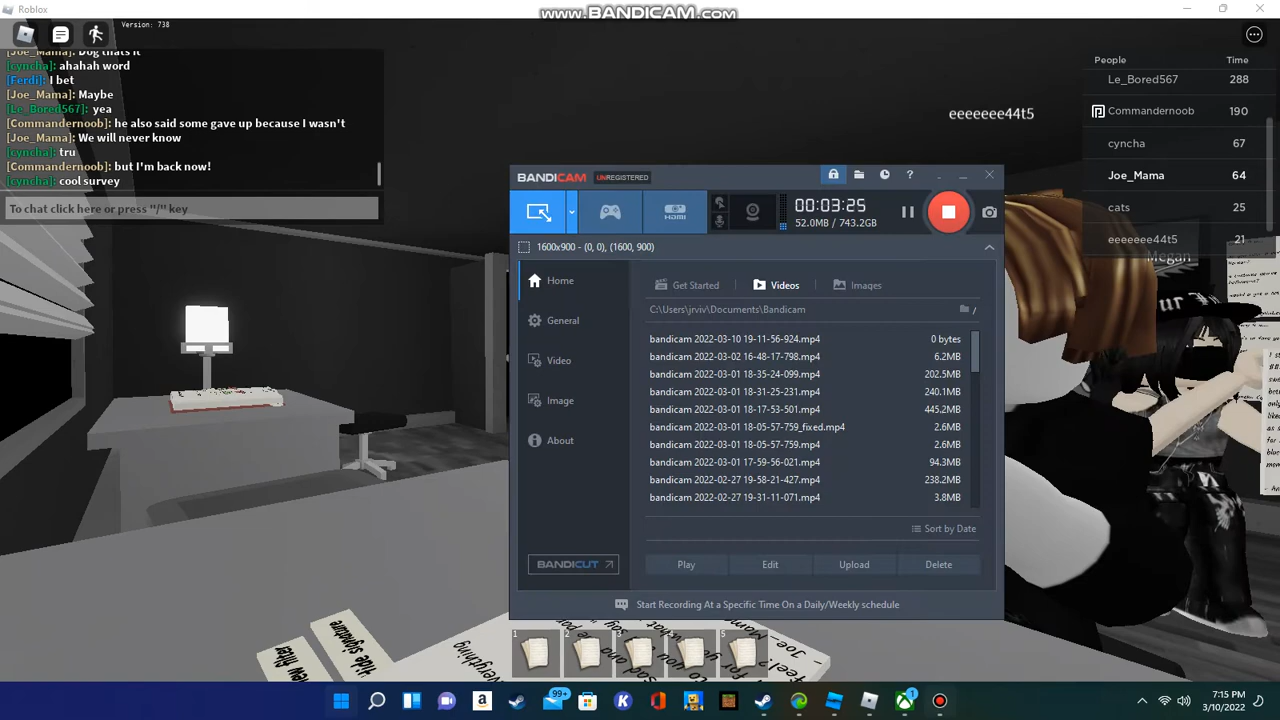 Roblox
www.BANDICAM.com
Version: 738
[Joe_Mama]: Dog thats it
[cyncha]: ahahah word
[Ferdi]: I bet
[Joe_Mama]: Maybe
[Le_Bored567]: yea
[Commandernoob]: he also said some gave up because I wasn't
[Joe_Mama]: We will never know
[cyncha]: tru
[Commandernoob]: but I'm back now!
[cyncha]: cool survey
To chat click here or press "/" key
eeeeeee44t5
People Time
Le_Bored567 288
Commandernoob 190
cyncha 67
Joe_Mama 64
cats 25
eeeeeee44t5 21
Megan
BANDICAM UNREGISTERED
HDMI
00:03:25
52.0MB / 743.2GB
1600x900 - (0, 0), (1600, 900)
Home
General
Video
Image
About
BANDICUT
Get Started Videos Images
C:\Users\jrviv\Documents\Bandicam /
bandicam 2022-03-10 19-11-56-924.mp4 0 bytes
bandicam 2022-03-02 16-48-17-798.mp4 6.2MB
bandicam 2022-03-01 18-35-24-099.mp4 202.5MB
bandicam 2022-03-01 18-31-25-231.mp4 240.1MB
bandicam 2022-03-01 18-17-53-501.mp4 445.2MB
bandicam 2022-03-01 18-05-57-759_fixed.mp4 2.6MB
bandicam 2022-03-01 18-05-57-759.mp4 2.6MB
bandicam 2022-03-01 17-59-56-021.mp4 94.3MB
bandicam 2022-02-27 19-58-21-427.mp4 238.2MB
bandicam 2022-02-27 19-31-11-071.mp4 3.8MB
Sort by Date
Play Edit Upload Delete
Start Recording At a Specific Time On a Daily/Weekly schedule
signature
filter
verything
1 2 3 5
99+
1
7:15 PM
3/10/2022